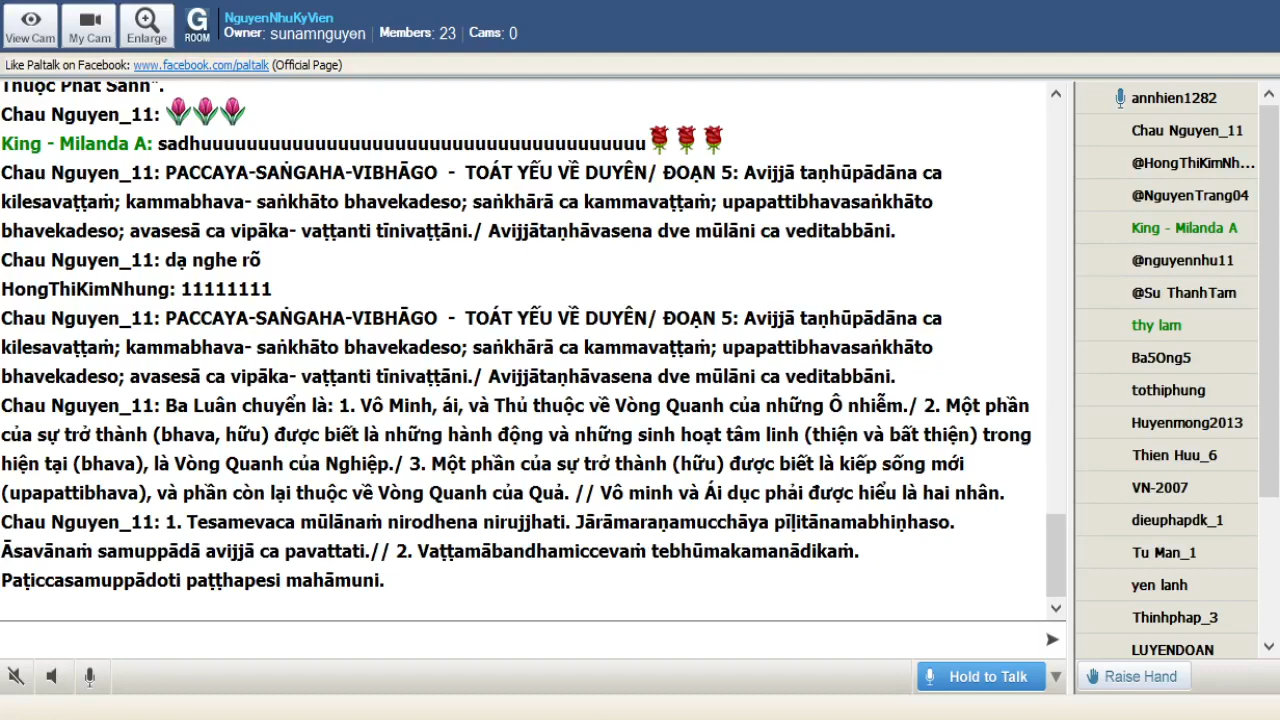 View Cam
My Cam
Enlarge
G
ROOM
NguyenNhuKyVien
Owner: sunamnguyen
Members: 23
Cams: 0
Like Paltalk on Facebook: www.facebook.com/paltalk (Official Page)
Thuộc Phát Sanh".
Chau Nguyen_11:
King - Milanda A: sadhuuuuuuuuuuuuuuuuuuuuuuuuuuuuuuuuuuuuuuu
Chau Nguyen_11: PACCAYA-SAṄGAHA-VIBHĀGO - TOÁT YẾU VỀ DUYÊN/ ĐOẠN 5: Avijjā taṇhūpādāna ca
kilesavaṭṭaṁ; kammabhava- saṅkhāto bhavekadeso; saṅkhārā ca kammavaṭṭaṁ; upapattibhavasaṅkhāto
bhavekadeso; avasesā ca vipāka- vaṭṭanti tīnivaṭṭāni./ Avijjātaṇhāvasena dve mūlāni ca veditabbāni.
Chau Nguyen_11: dạ nghe rõ
HongThiKimNhung: 11111111
Chau Nguyen_11: PACCAYA-SAṄGAHA-VIBHĀGO - TOÁT YẾU VỀ DUYÊN/ ĐOẠN 5: Avijjā taṇhūpādāna ca
kilesavaṭṭaṁ; kammabhava- saṅkhāto bhavekadeso; saṅkhārā ca kammavaṭṭaṁ; upapattibhavasaṅkhāto
bhavekadeso; avasesā ca vipāka- vaṭṭanti tīnivaṭṭāni./ Avijjātaṇhāvasena dve mūlāni ca veditabbāni.
Chau Nguyen_11: Ba Luân chuyển là: 1. Vô Minh, ái, và Thủ thuộc về Vòng Quanh của những Ô nhiễm./ 2. Một phần
của sự trở thành (bhava, hữu) được biết là những hành động và những sinh hoạt tâm linh (thiện và bất thiện) trong
hiện tại (bhava), là Vòng Quanh của Nghiệp./ 3. Một phần của sự trở thành (hữu) được biết là kiếp sống mới
(upapattibhava), và phần còn lại thuộc về Vòng Quanh của Quả. // Vô minh và Ái dục phải được hiểu là hai nhân.
Chau Nguyen_11: 1. Tesamevaca mūlānaṁ nirodhena nirujjhati. Jārāmaraṇamucchāya pīḷitānamabhiṇhaso.
Āsavānaṁ samuppādā avijjā ca pavattati.// 2. Vaṭṭamābandhamiccevaṁ tebhūmakamanādikaṁ.
Paṭiccasamuppādoti paṭṭhapesi mahāmuni.
Hold to Talk
annhien1282
Chau Nguyen_11
@HongThiKimNh...
@NguyenTrang04
King - Milanda A
@nguyennhu11
@Su ThanhTam
thy lam
Ba5Ong5
tothiphung
Huyenmong2013
Thien Huu_6
VN-2007
dieuphapdk_1
Tu Man_1
yen lanh
Thinhphap_3
LUYENDOAN
Raise Hand